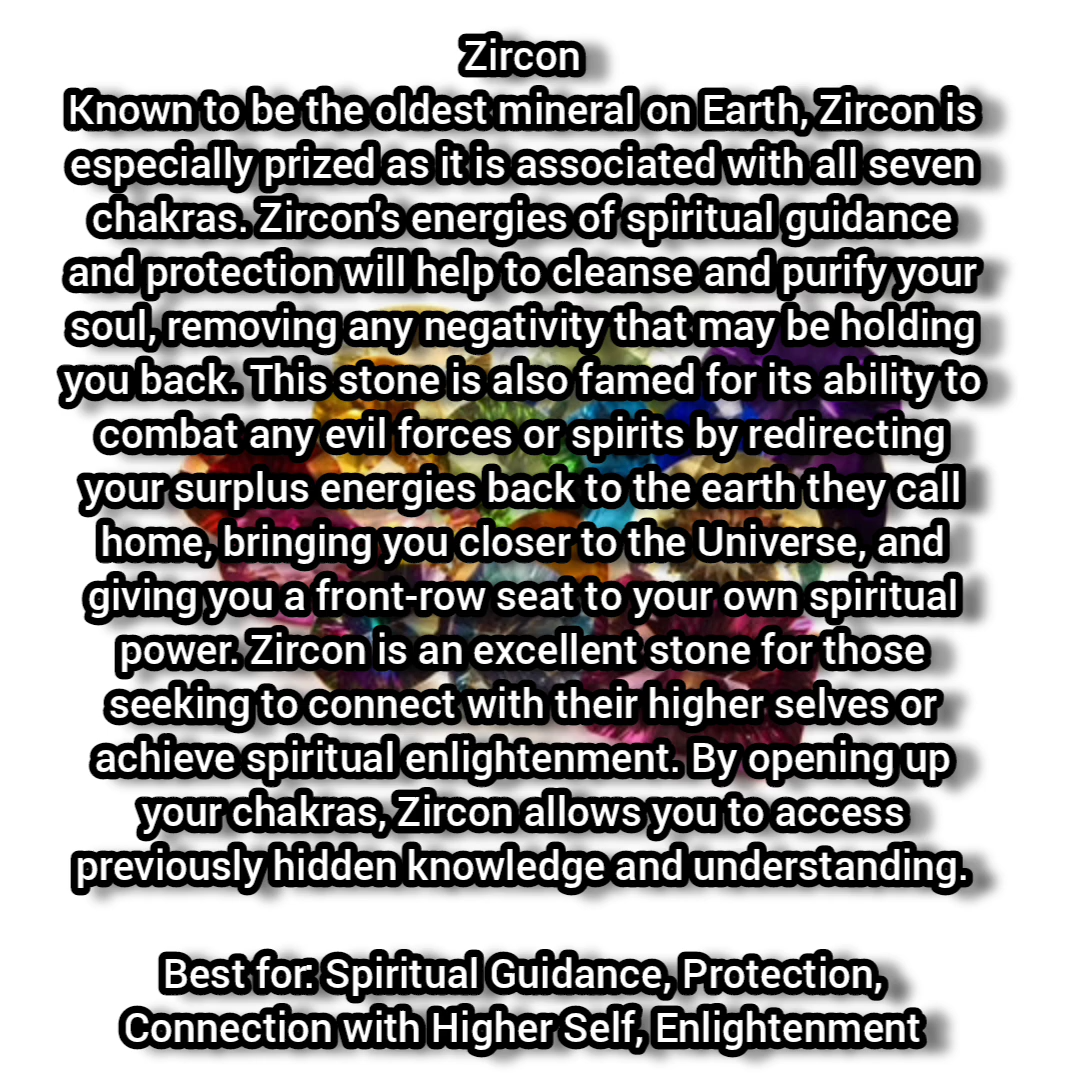 Zircon
Known to be the oldest mineral on Earth, Zircon is
especially prized as it is associated with all seven
chakras. Zircon's energies of spiritual guidance
and protection will help to cleanse and purify your
soul, removing any negativity that may be holding
you back. This stone is also famed for its ability to
combat any evil forces or spirits by redirecting
your surplus energies back to the earth they call
home, bringing you closer to the Universe, and
giving you a front-row seat to your own spiritual
power. Zircon is an excellent stone for those
seeking to connect with their higher selves or
achieve spiritual enlightenment. By opening up
your chakras, Zircon allows you to access
previously hidden knowledge and understanding.
Best for: Spiritual Guidance, Protection,
Connection with Higher Self, Enlightenment